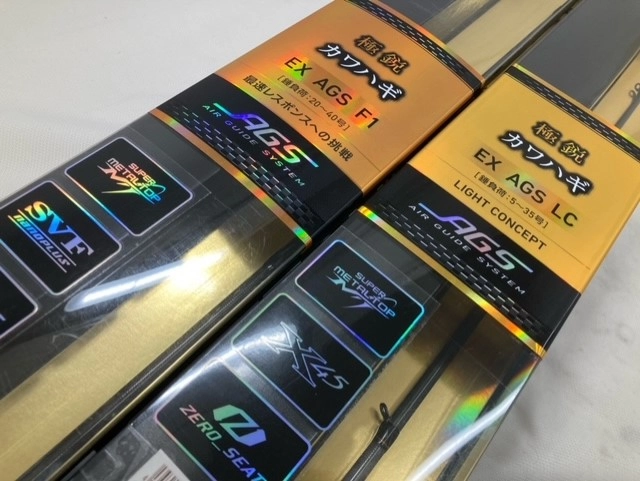 極鋭
カワハギ
EX AGS F1
[錘負荷:20~40号]
最速レスポンスへの挑戦
AGS
AIR GUIDE SYSTEM
SUPER
METALTOP
SVF
nanoPLUS
極鋭
カワハギ
EX AGS LC
[錘負荷:5~35号]
LIGHT CONCEPT
AGS
AIR GUIDE SYSTEM
SUPER
METALTOP
X45
ZERO_SEAT